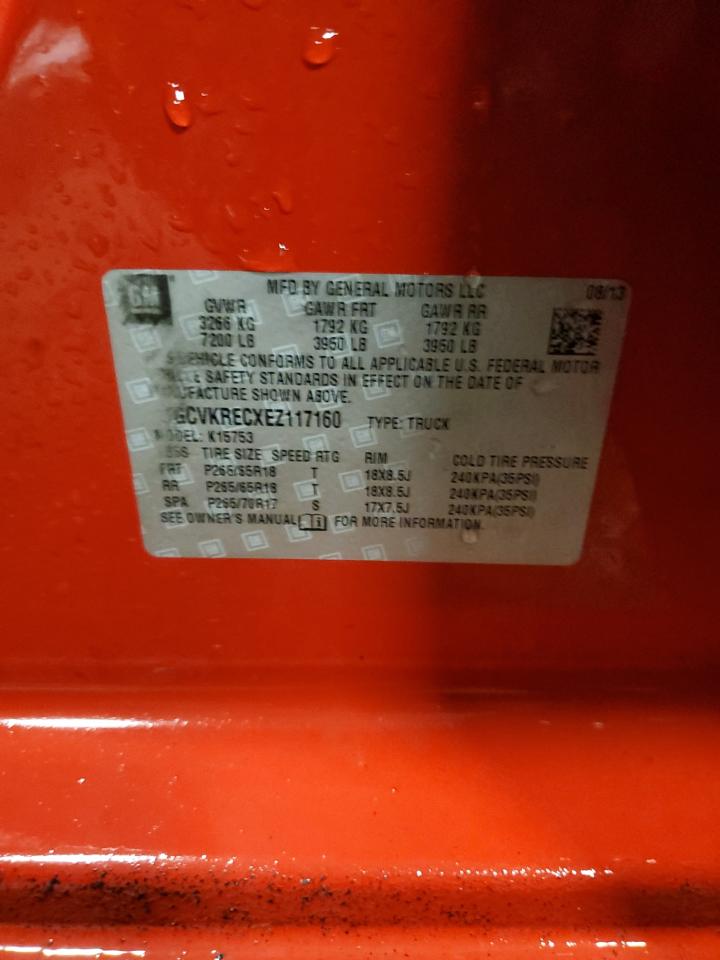 GM
MFD BY GENERAL MOTORS LLC 08/13
GVWR GAWR FRT GAWR RR
3266 KG 1792 KG 1792 KG
7200 LB 3950 LB 3950 LB
VEHICLE CONFORMS TO ALL APPLICABLE U.S. FEDERAL MOTOR
SAFETY STANDARDS IN EFFECT ON THE DATE OF
SHOWN ABOVE.
GCVKRECXEZ117160 TYPE: TRUCK
MODEL: K15753
TIRE SIZE SPEED RTG RIM COLD TIRE PRESSURE
FRT P265/65R18 T 18X8.5J 240KPA(35PSI)
RR P265/65R18 T 18X8.5J 240KPA(35PSI)
SPA P265/70R17 S 17X7.5J 240KPA(35PSI)
SEE OWNER'S MANUAL FOR MORE INFORMATION.